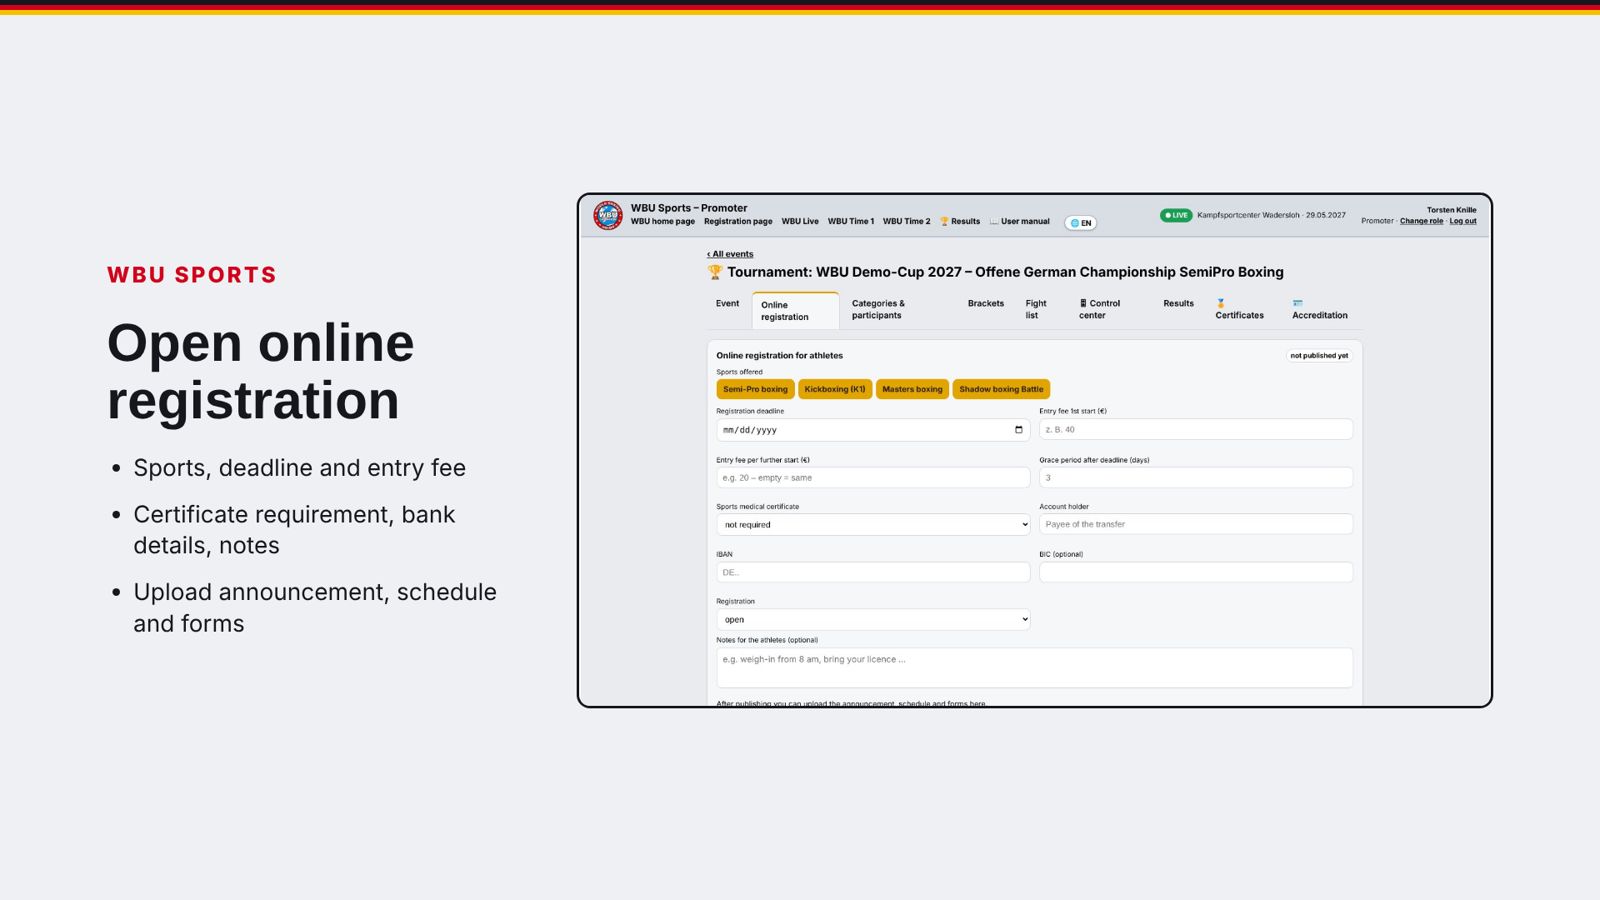 WBU SPORTS
Open online
registration
• Sports, deadline and entry fee
• Certificate requirement, bank
details, notes
• Upload announcement, schedule
and forms
WBU Sports – Promoter
WBU home page Registration page WBU Live WBU Time 1 WBU Time 2 🏆 Results 📖 User manual 🌐 EN
LIVE Kampfsportcenter Wadersloh · 29.05.2027
Torsten Knille
Promoter · Change role · Log out
‹ All events
🏆 Tournament: WBU Demo-Cup 2027 – Offene German Championship SemiPro Boxing
Event
Online
registration
Categories &
participants
Brackets
Fight
list
🎛 Control
center
Results
🏅
Certificates
🪪
Accreditation
Online registration for athletes
not published yet
Sports offered
Semi-Pro boxing Kickboxing (K1) Masters boxing Shadow boxing Battle
Registration deadline
mm/dd/yyyy
Entry fee 1st start (€)
z. B. 40
Entry fee per further start (€)
e.g. 20 – empty = same
Grace period after deadline (days)
3
Sports medical certificate
not required
Account holder
Payee of the transfer
IBAN
DE..
BIC (optional)
Registration
open
Notes for the athletes (optional)
e.g. weigh-in from 8 am, bring your licence ...
After publishing you can upload the announcement, schedule and forms here.